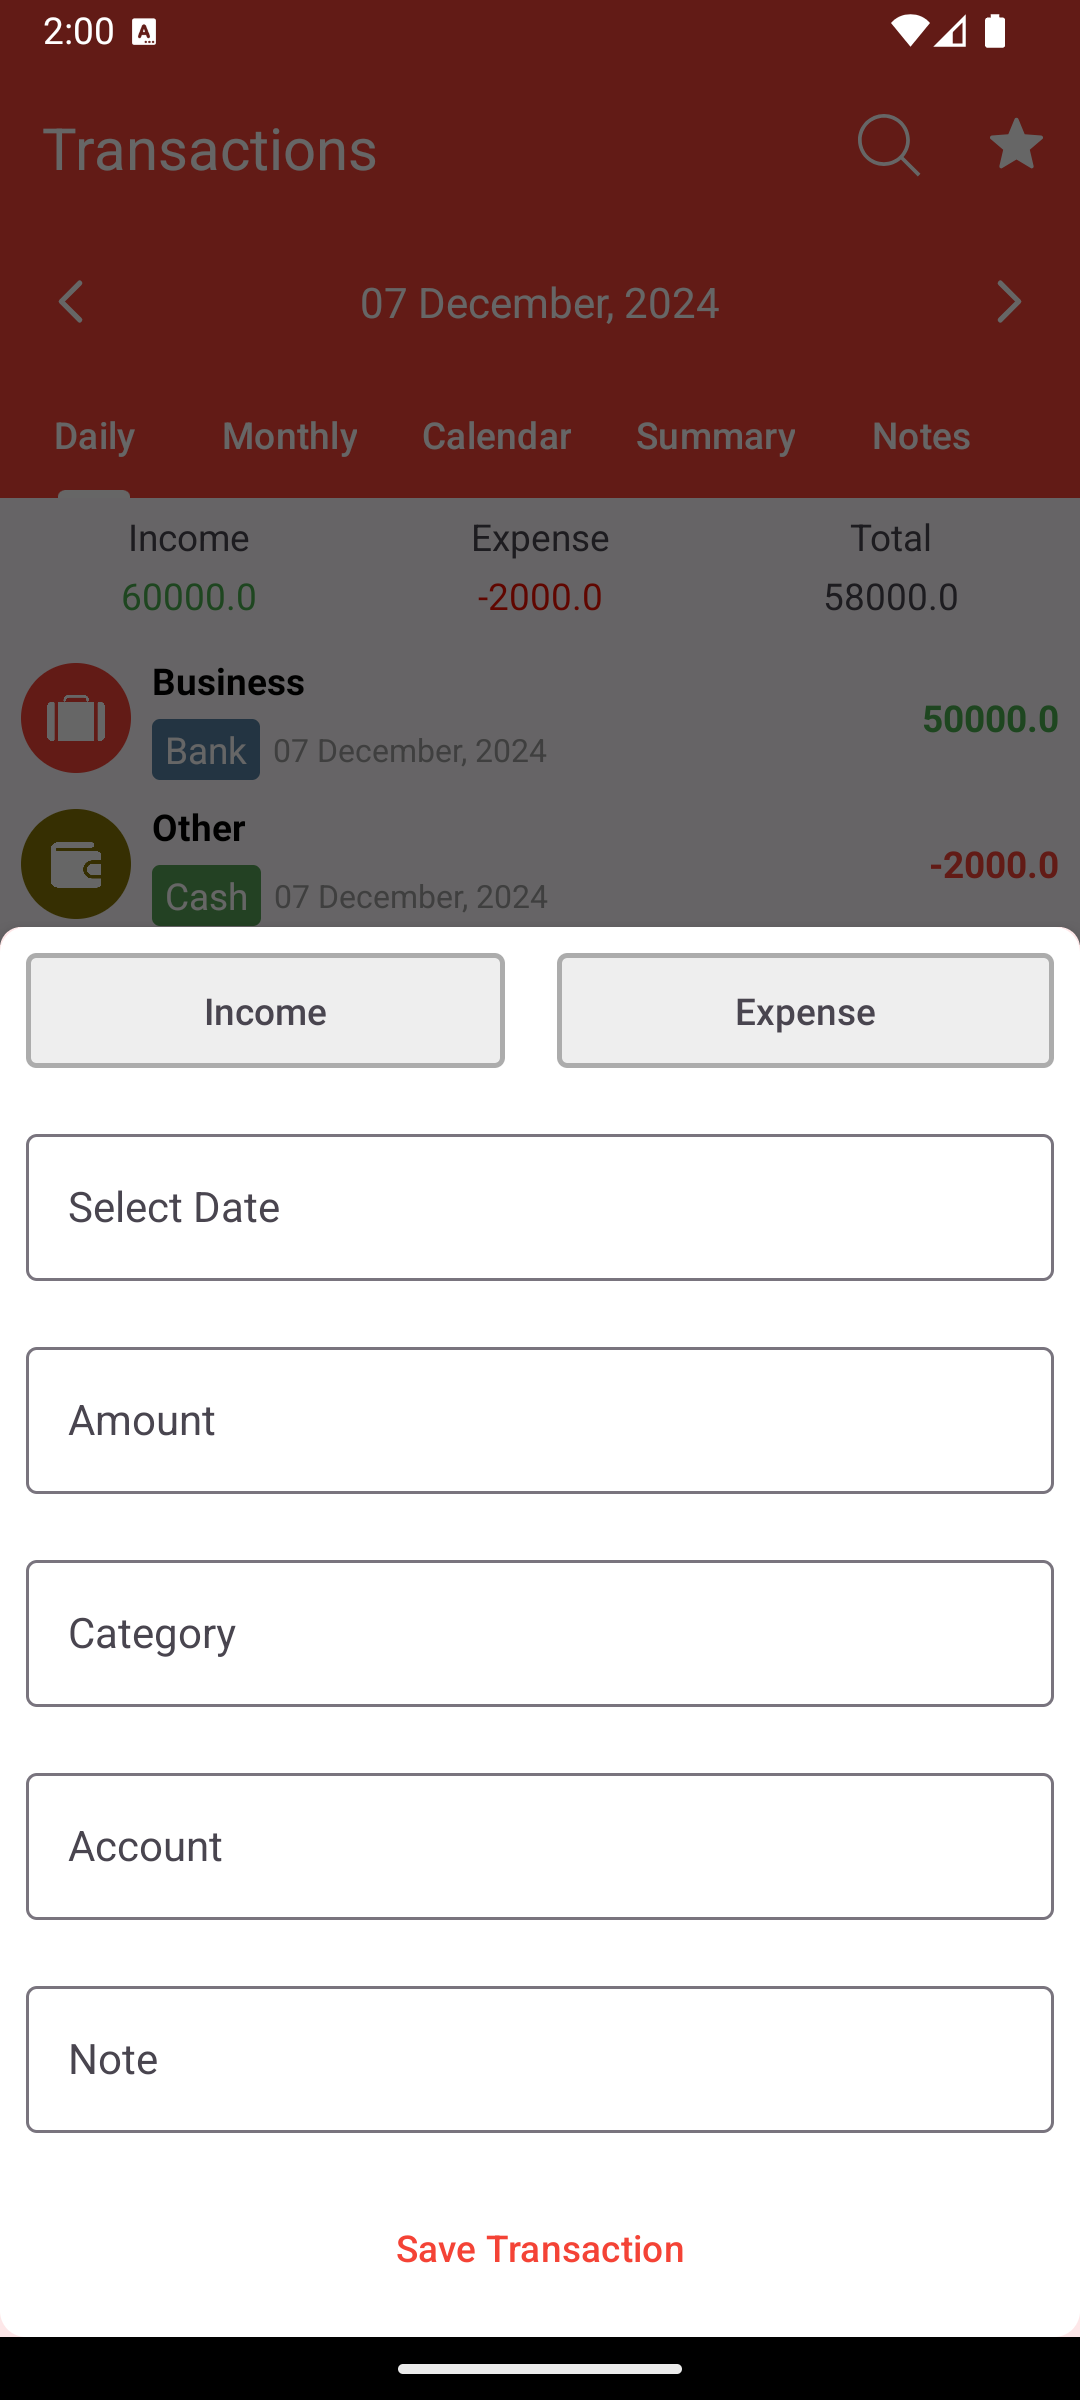 2:00
Transactions
07 December, 2024
Daily Monthly Calendar Summary Notes
Income Expense Total
60000.0 -2000.0 58000.0
Business
50000.0
Bank 07 December, 2024
Other
-2000.0
Cash 07 December, 2024
Income Expense
Select Date
Amount
Category
Account
Note
Save Transaction